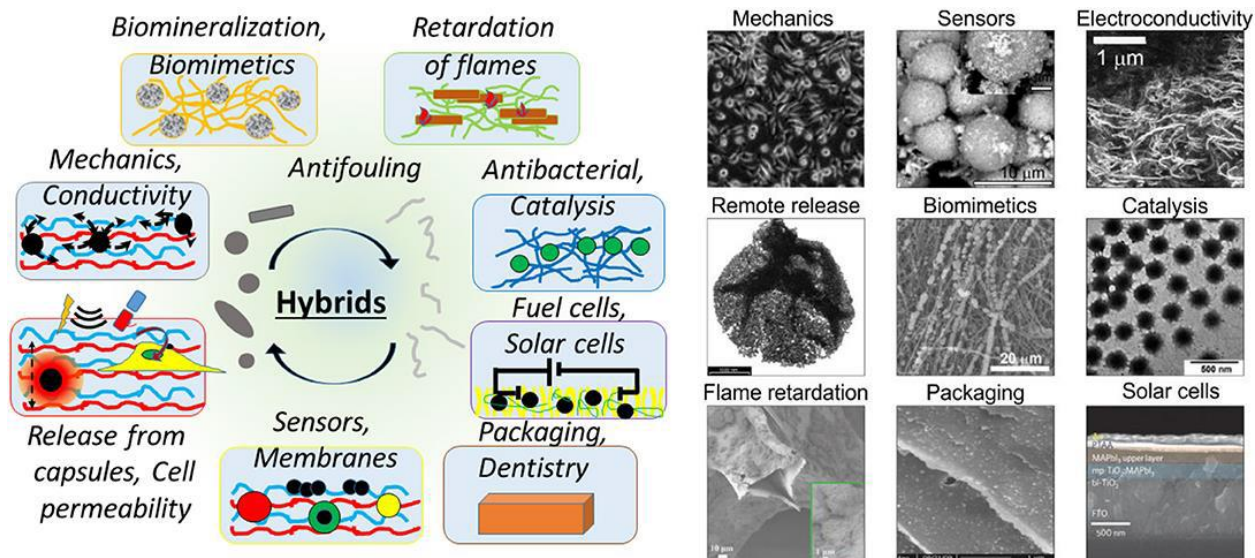 Biomineralization,
Biomimetics
Retardation
of flames
Mechanics,
Conductivity
Antifouling
Antibacterial,
Catalysis
Hybrids
Fuel cells,
Solar cells
Release from
capsules, Cell
permeability
Sensors,
Membranes
Packaging,
Dentistry
Mechanics
Sensors
Electroconductivity
1 μm
10 μm
Remote release
Biomimetics
Catalysis
20 μm
500 nm
Flame retardation
Packaging
Solar cells
10 μm
PTAA
MAPbI₃ upper layer
mp-TiO₂:MAPbI₃
bl-TiO₂
FTO
500 nm